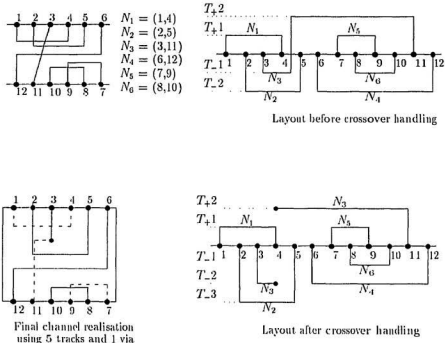 1 2 3 4 5 6
12 11 10 9 8 7
N1 = (1,4)
N2 = (2,5)
N3 = (3,11)
N4 = (6,12)
N5 = (7,9)
N6 = (8,10)
T+2
T+1 N1 N5
1 2 3 4 5 6 7 8 9 10 11 12
T_1 N3 N6
T_2 N2 N4
Layout before crossover handling
1 2 3 4 5 6
12 11 10 9 8 7
Final channel realisation
using 5 tracks and 1 via
T+2 N3
T+1 N1 N5
1 2 3 4 5 6 7 8 9 10 11 12
T_1 N6
T_2 N3 N4
T_3 N2
Layout after crossover handling